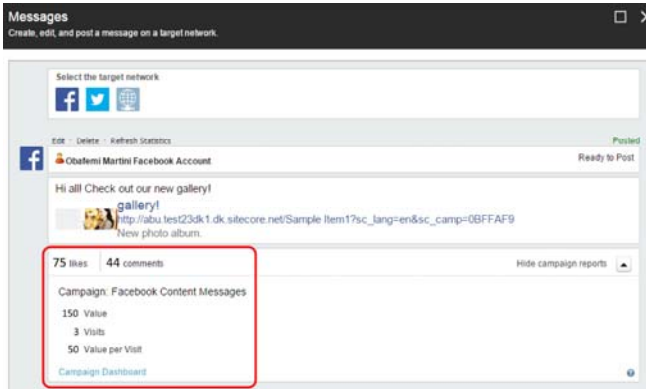 Messages
Create, edit, and post a message on a target network.
Select the target network
Edit - Delete - Refresh Statistics Posted
Obafemi Martini Facebook Account Ready to Post
Hi all! Check out our new gallery!
gallery!
http://abu.test23dk1.dk.sitecore.net/Sample Item1?sc_lang=en&sc_camp=0BFFAF9
New photo album.
75 likes 44 comments Hide campaign reports
Campaign: Facebook Content Messages
150 Value
3 Visits
50 Value per Visit
Campaign Dashboard